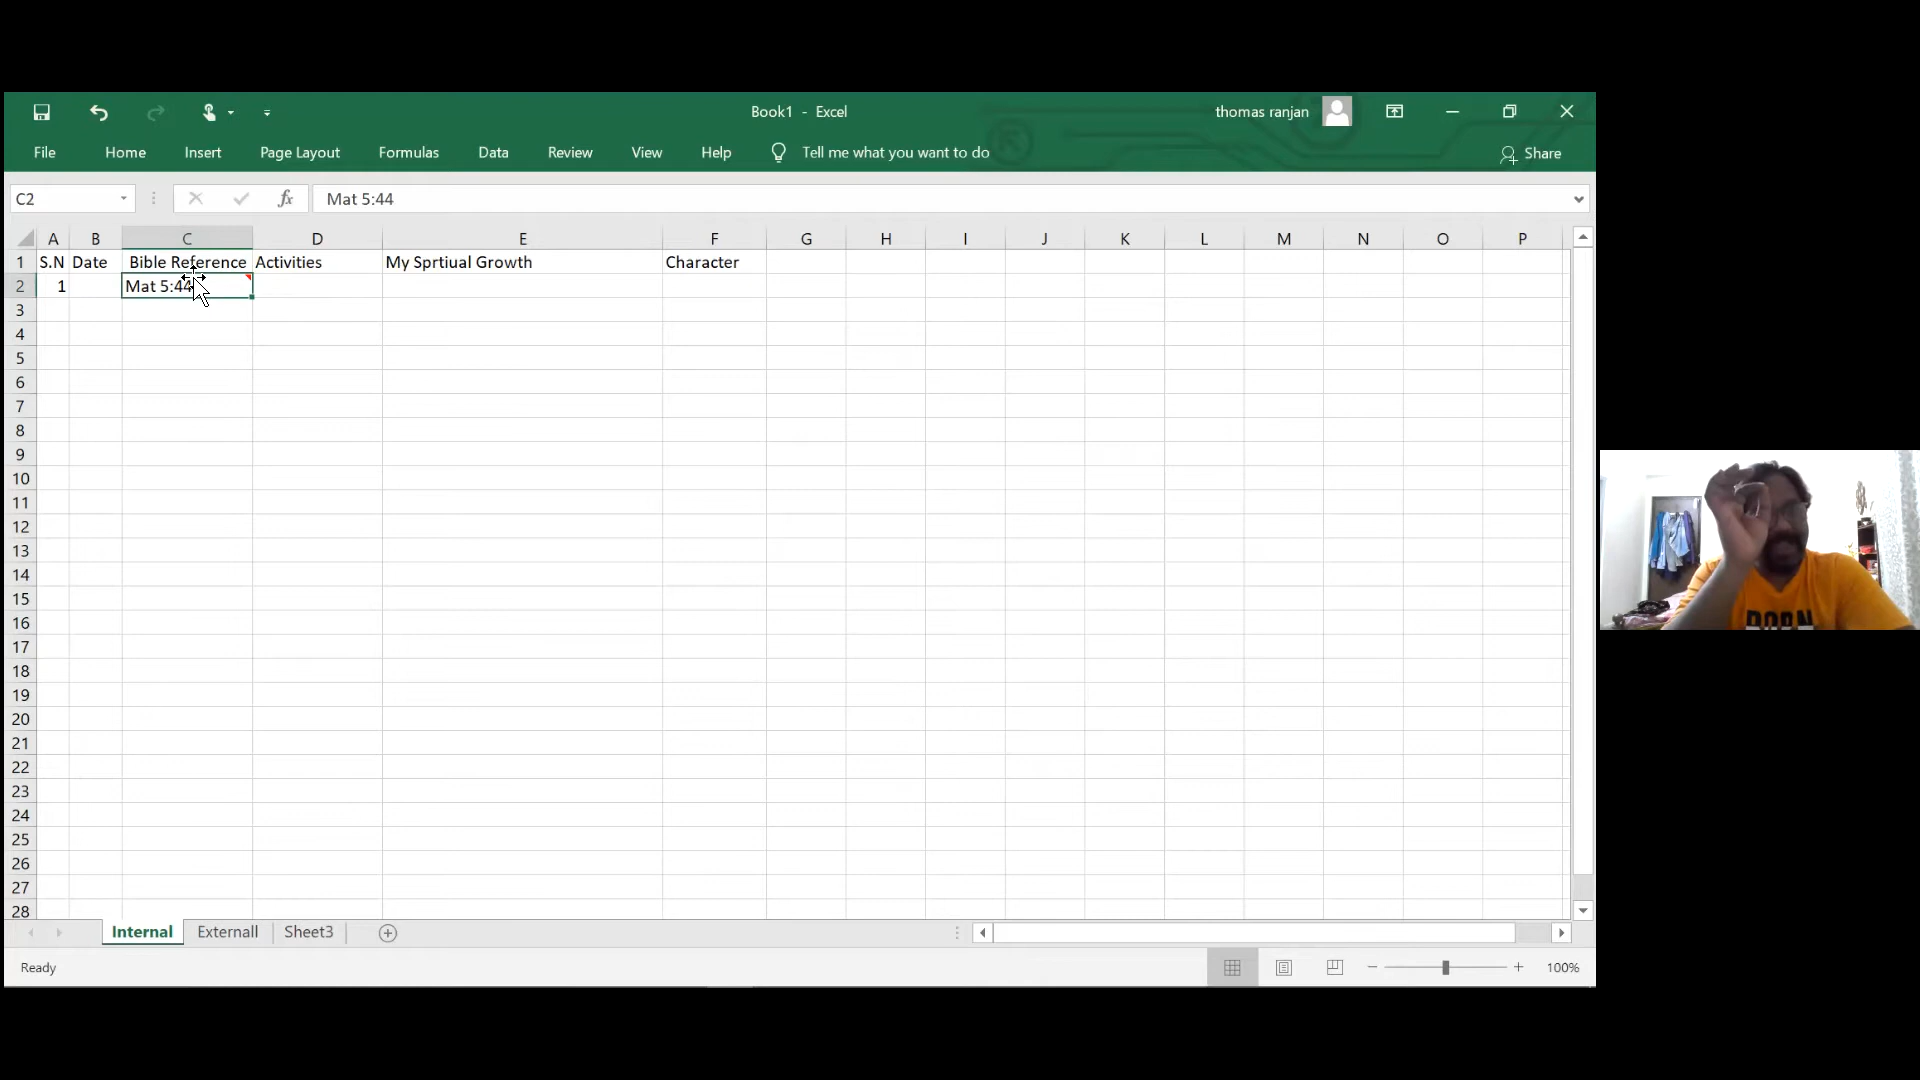 Book1 - Excel
thomas ranjan
File Home Insert Page Layout Formulas Data Review View Help Tell me what you want to do Share
C2 fx Mat 5:44
A B C D E F G H I J K L M N O P
1 S.N Date Bible Reference Activities My Sprtiual Growth Character
2 1 Mat 5:44
3
4
5
6
7
8
9
10
11
12
13
14
15
16
17
18
19
20
21
22
23
24
25
26
27
28
Internal Externall Sheet3
Ready 100%
BORN